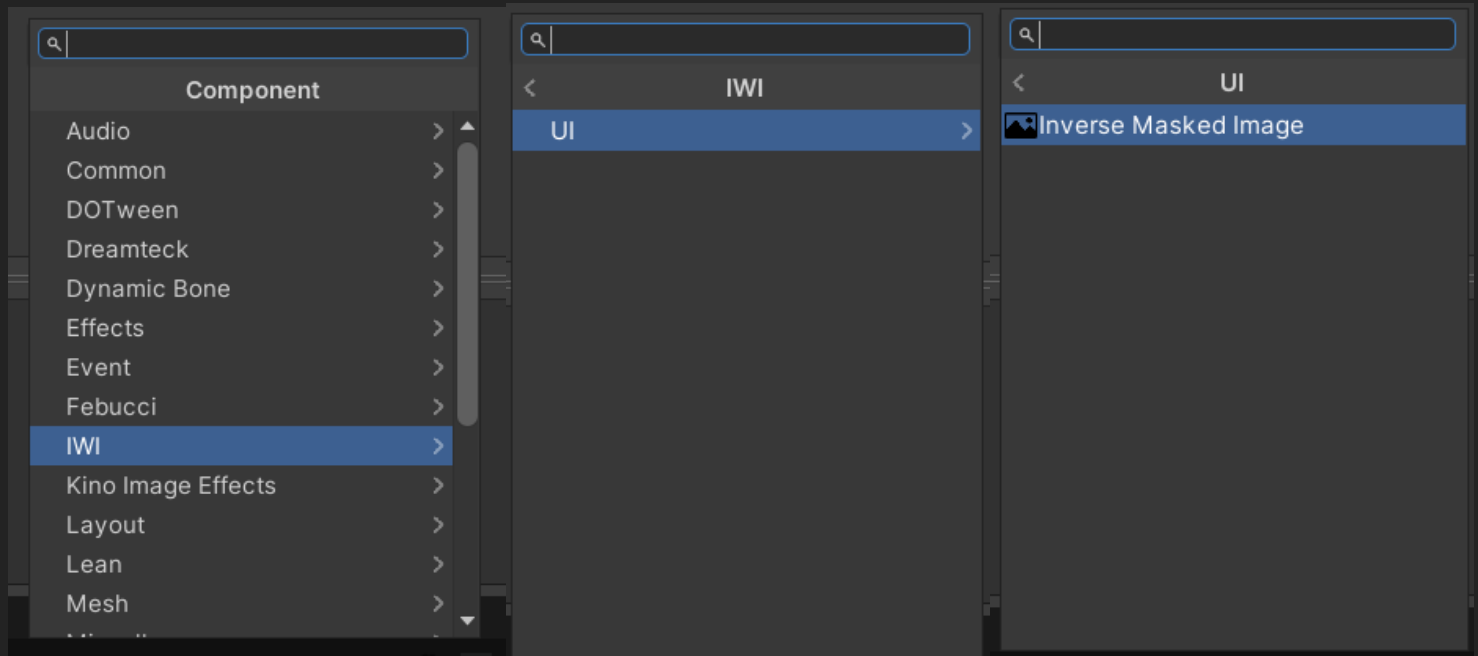 Component
Audio
Common
DOTween
Dreamteck
Dynamic Bone
Effects
Event
Febucci
IWI
Kino Image Effects
Layout
Lean
Mesh
IWI
UI
UI
Inverse Masked Image